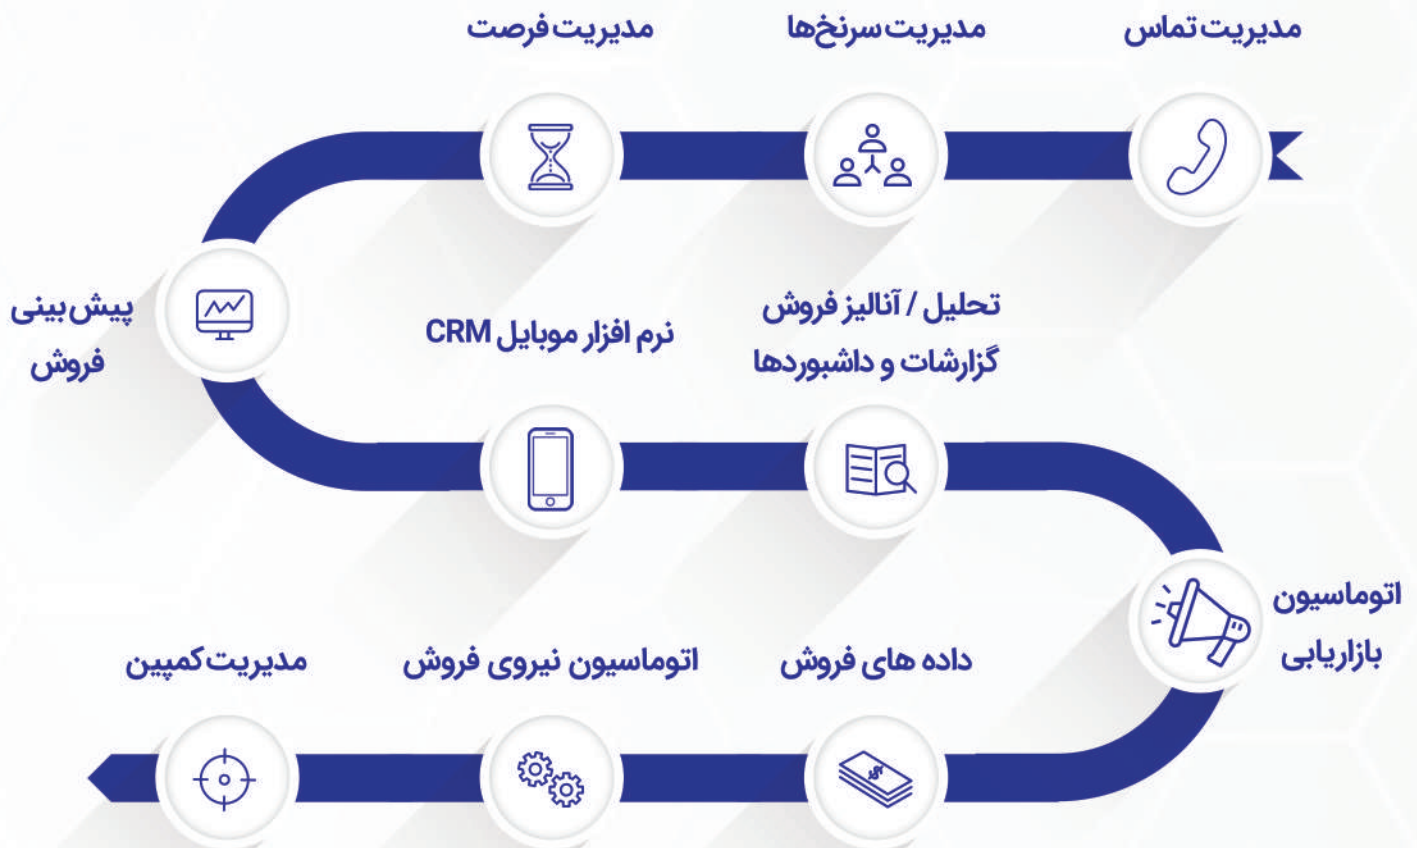 مدیریت تماس
مدیریت سرنخ‌ها
مدیریت فرصت
پیش‌بینی
فروش
نرم افزار موبایل CRM
تحلیل / آنالیز فروش
گزارشات و داشبوردها
اتوماسیون
بازاریابی
داده های فروش
اتوماسیون نیروی فروش
مدیریت کمپین